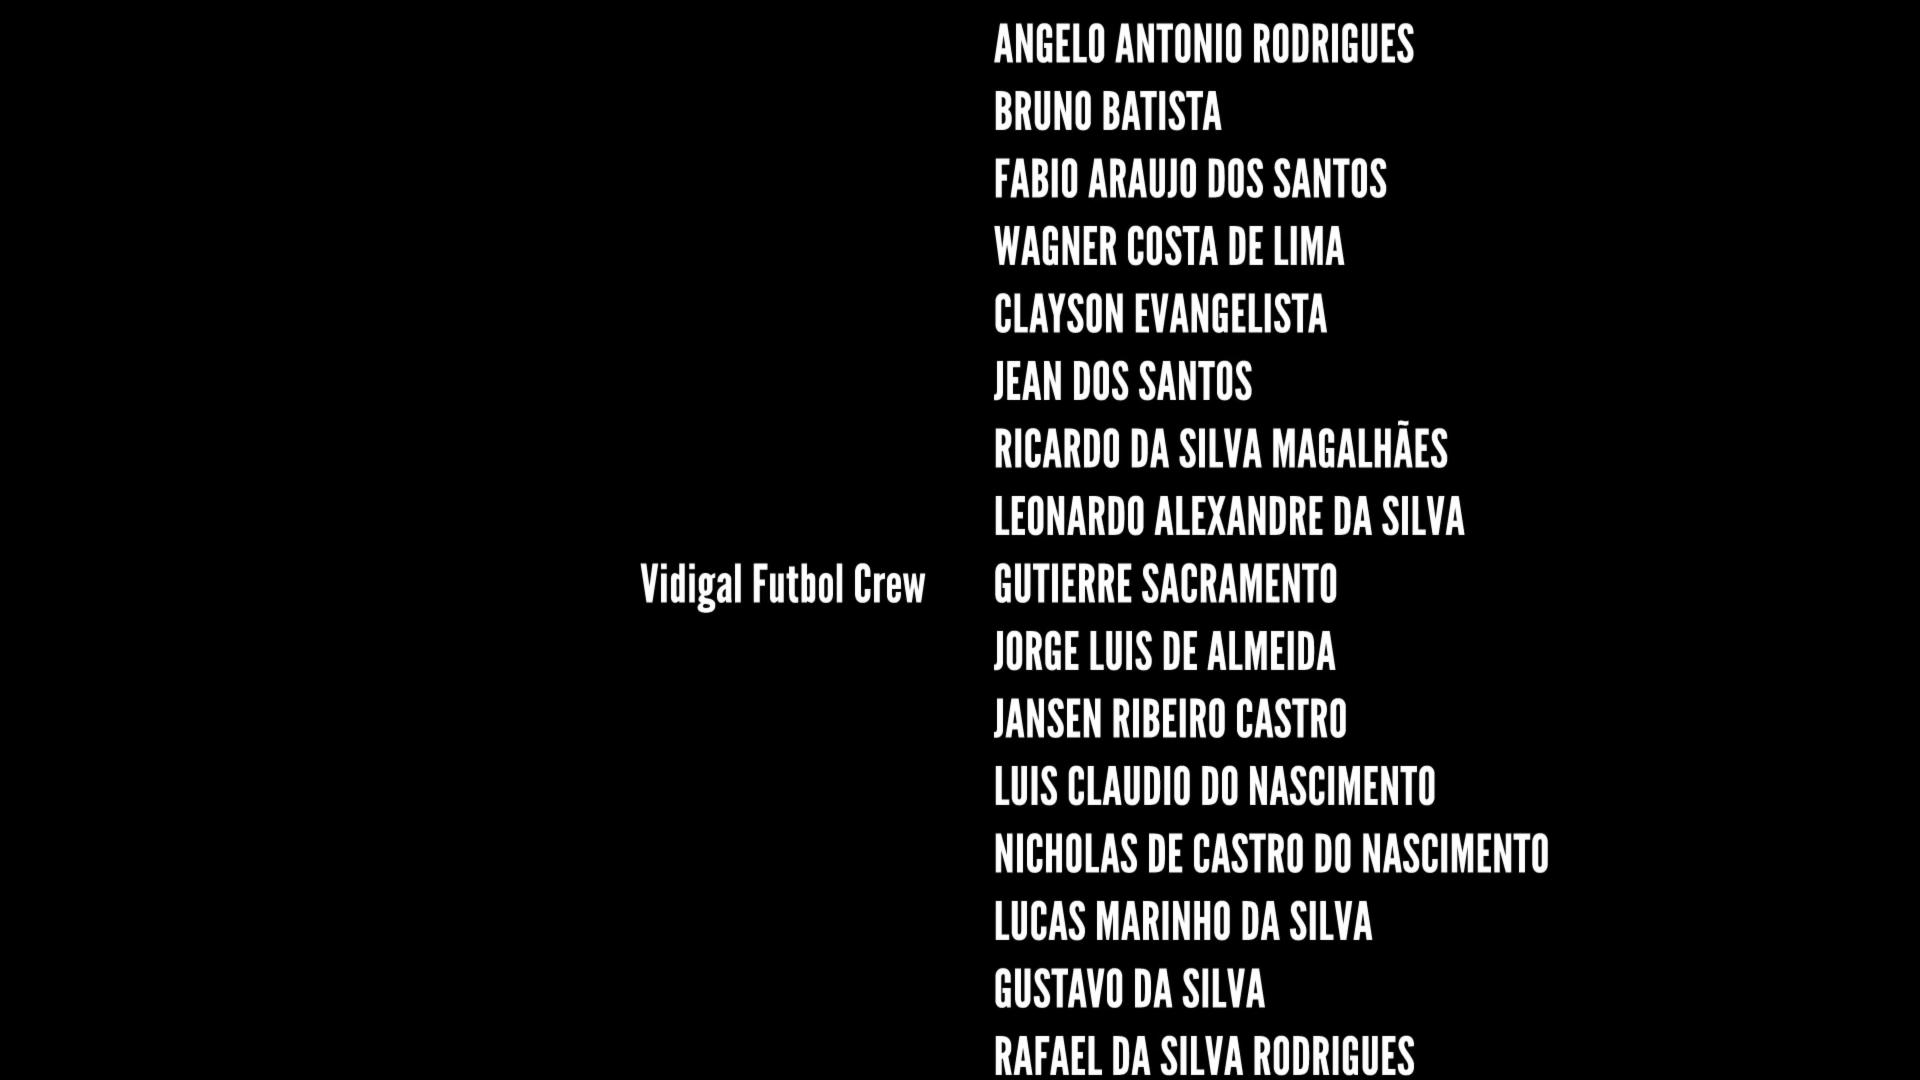 ANGELO ANTONIO RODRIGUES
BRUNO BATISTA
FABIO ARAUJO DOS SANTOS
WAGNER COSTA DE LIMA
CLAYSON EVANGELISTA
JEAN DOS SANTOS
RICARDO DA SILVA MAGALHÃES
LEONARDO ALEXANDRE DA SILVA
Vidigal Futbol Crew GUTIERRE SACRAMENTO
JORGE LUIS DE ALMEIDA
JANSEN RIBEIRO CASTRO
LUIS CLAUDIO DO NASCIMENTO
NICHOLAS DE CASTRO DO NASCIMENTO
LUCAS MARINHO DA SILVA
GUSTAVO DA SILVA
RAFAEL DA SILVA RODRIGUES